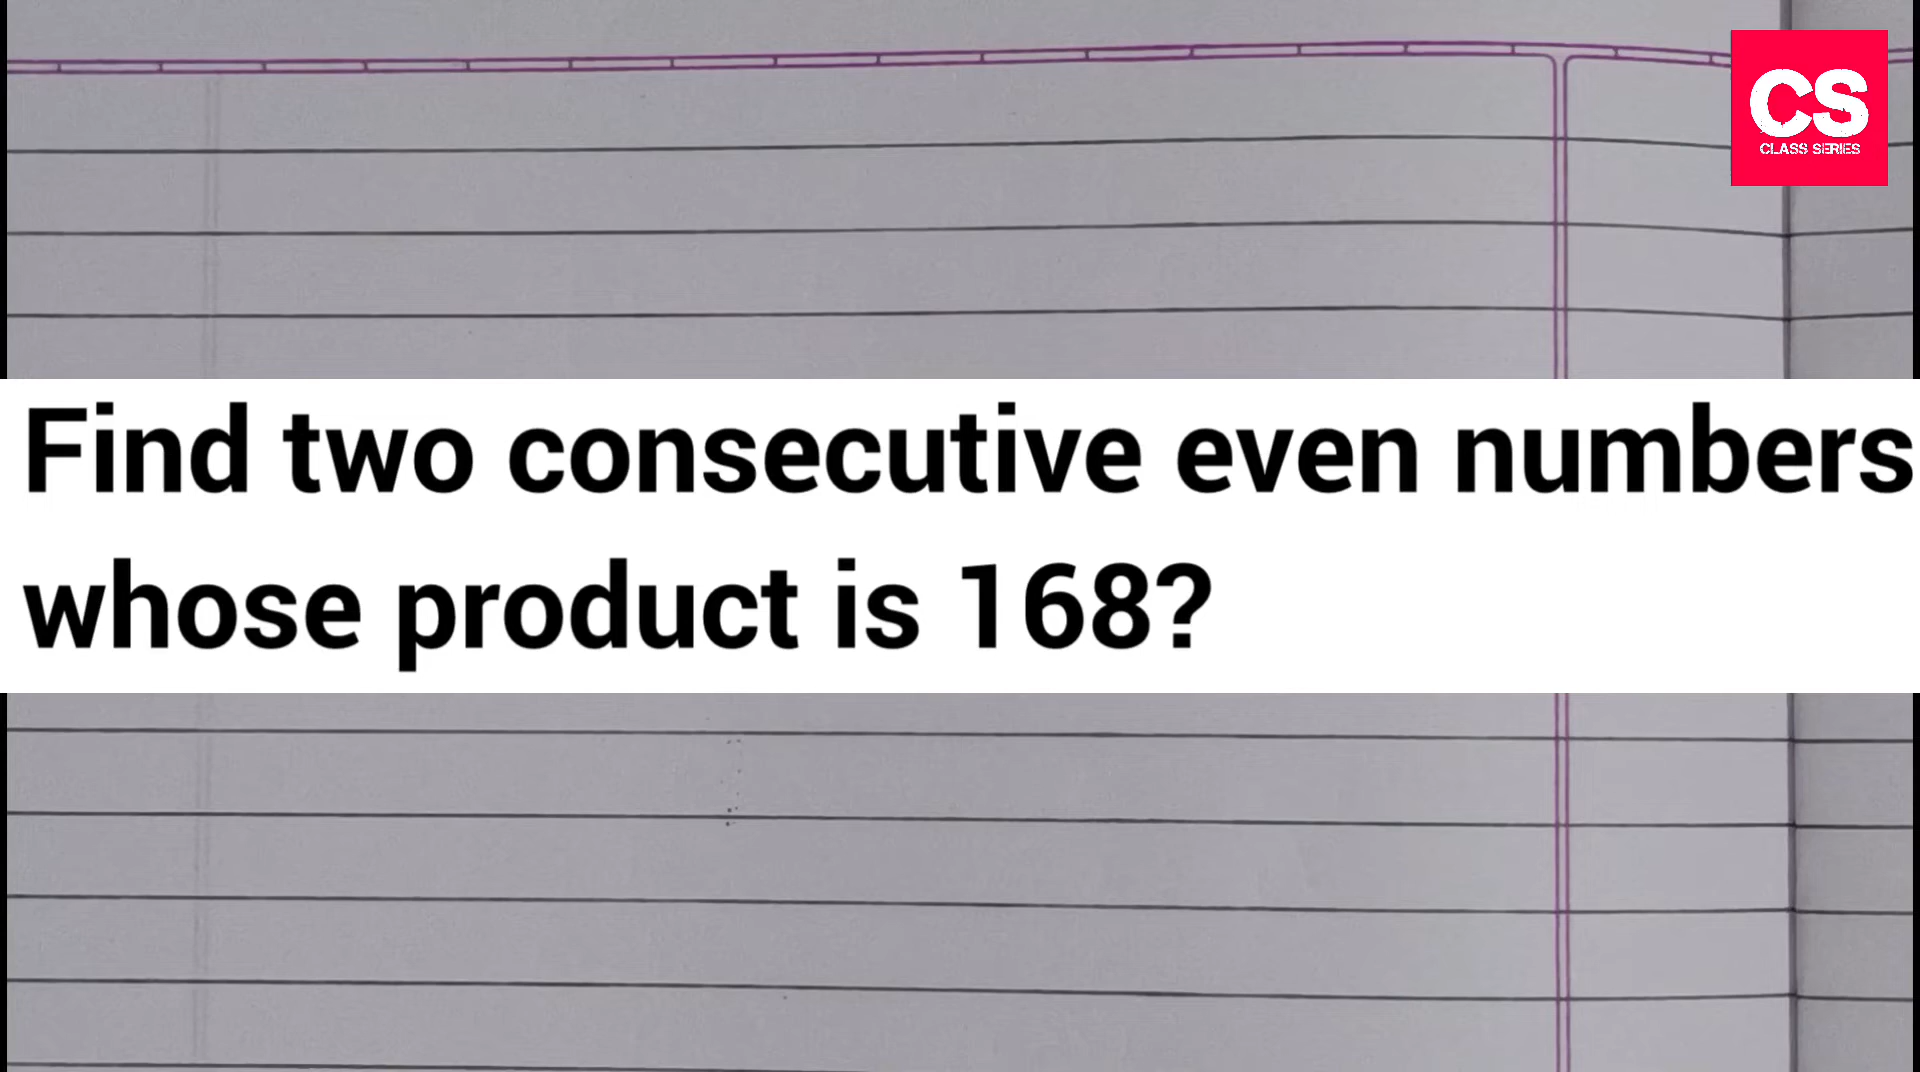 CS
CLASS SERIES
Find two consecutive even numbers
whose product is 168?